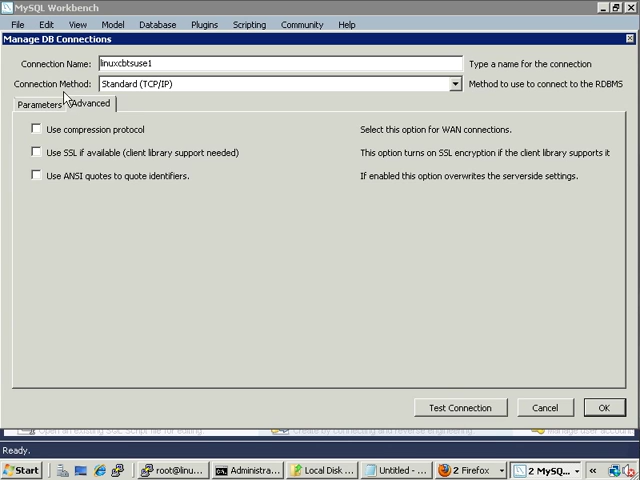 MySQL Workbench
File Edit View Model Database Plugins Scripting Community Help
Manage DB Connections
Connection Name: linuxcbtsuse1 Type a name for the connection
Connection Method: Standard (TCP/IP) Method to use to connect to the RDBMS
Parameters Advanced
Use compression protocol Select this option for WAN connections.
Use SSL if available (client library support needed) This option turns on SSL encryption if the client library supports it
Use ANSI quotes to quote identifiers. If enabled this option overwrites the serverside settings.
Test Connection Cancel OK
Ready.
Start root@linu... Administra... Local Disk ... Untitled - ... 2 Firefox 2 MySQ... «